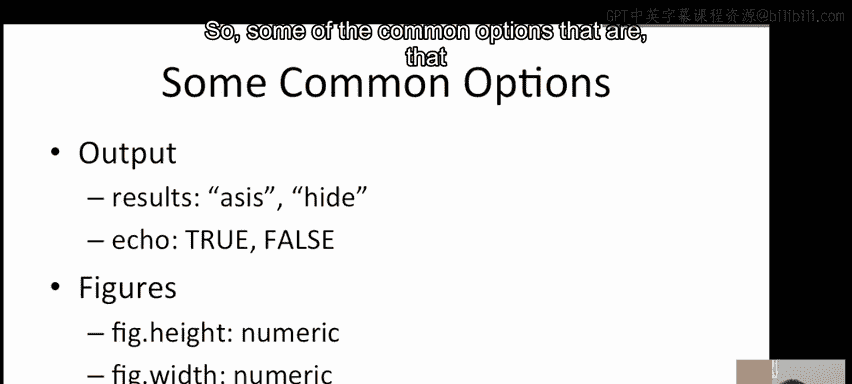 GPT中英字幕课程资源@bilibili.com
So, some of the common options that are,
that
Some Common Options
• Output
– results: “asis”, “hide”
– echo: TRUE, FALSE
• Figures
– fig.height: numeric
– fig.width: numeric